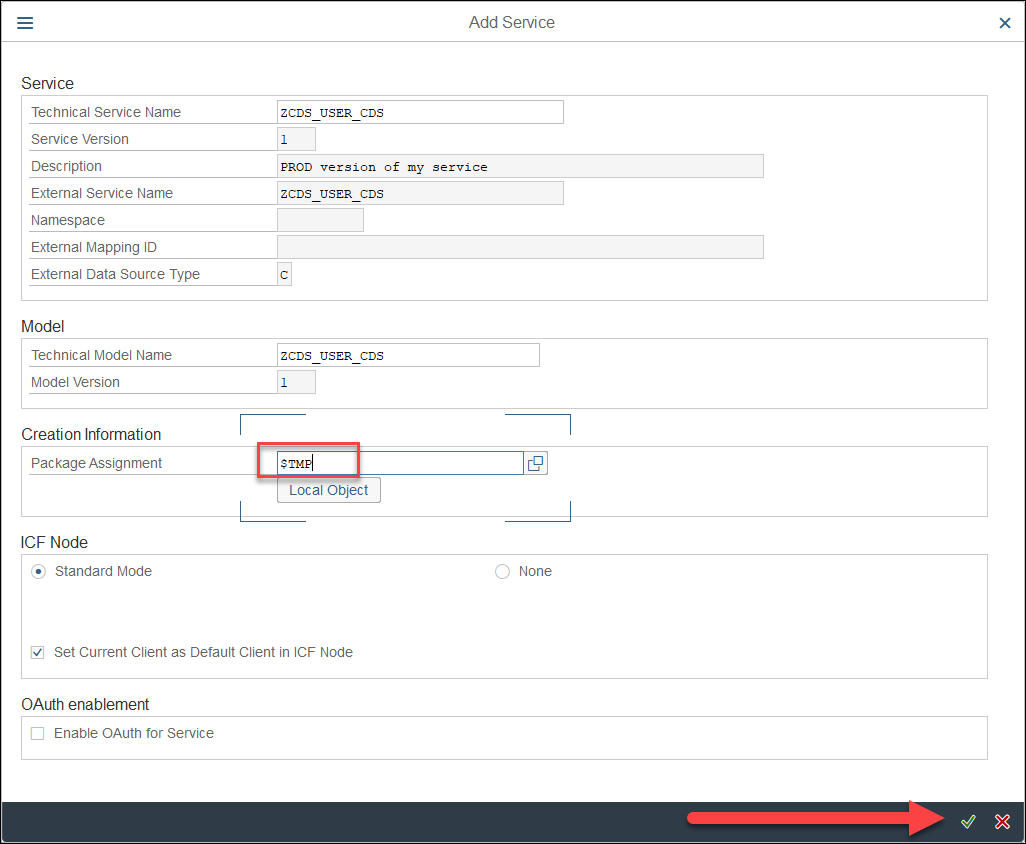 Add Service
Service
Technical Service Name ZCDS_USER_CDS
Service Version 1
Description PROD version of my service
External Service Name ZCDS_USER_CDS
Namespace
External Mapping ID
External Data Source Type C
Model
Technical Model Name ZCDS_USER_CDS
Model Version 1
Creation Information
Package Assignment $TMP
Local Object
ICF Node
Standard Mode None
Set Current Client as Default Client in ICF Node
OAuth enablement
Enable OAuth for Service